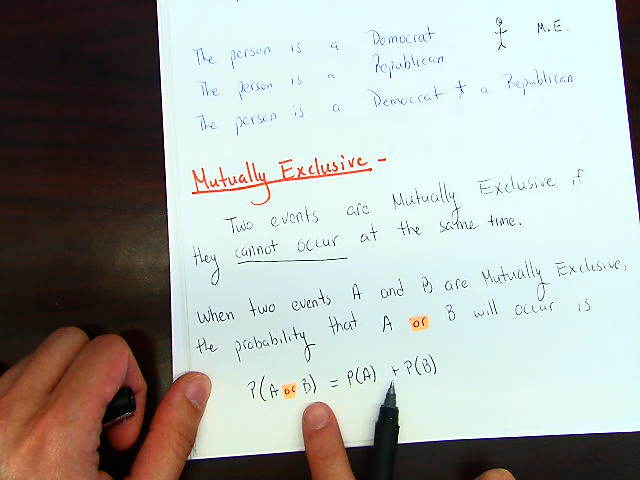 The person is a Democrat
M.E.
The person is a Republican
The person is a Democrat + a Republican
Mutually Exclusive -
Two events are Mutually Exclusive if
they cannot occur at the same time.
When two events A and B are Mutually Exclusive,
the probability that A or B will occur is
P(A or B) = P(A) + P(B)